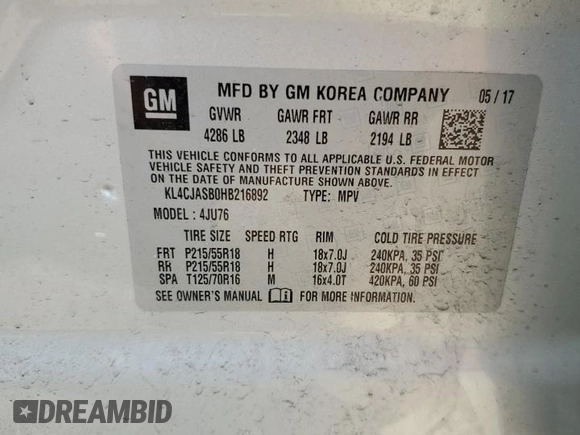 GM MFD BY GM KOREA COMPANY 05 / 17
GVWR GAWR FRT GAWR RR
4286 LB 2348 LB 2194 LB
THIS VEHICLE CONFORMS TO ALL APPLICABLE U.S. FEDERAL MOTOR
VEHICLE SAFETY AND THEFT PREVENTION STANDARDS IN EFFECT
ON THE DATE OF MANUFACTURE SHOWN ABOVE.
KL4CJASB0HB216892 TYPE: MPV
MODEL : 4JU76
TIRE SIZE SPEED RTG RIM COLD TIRE PRESSURE
FRT P215/55R18 H 18x7.0J 240KPA, 35 PSI
RR P215/55R18 H 18x7.0J 240KPA, 35 PSI
SPA T125/70R16 M 16x4.0T 420KPA, 60 PSI
SEE OWNER'S MANUAL FOR MORE INFORMATION.
DREAMBID